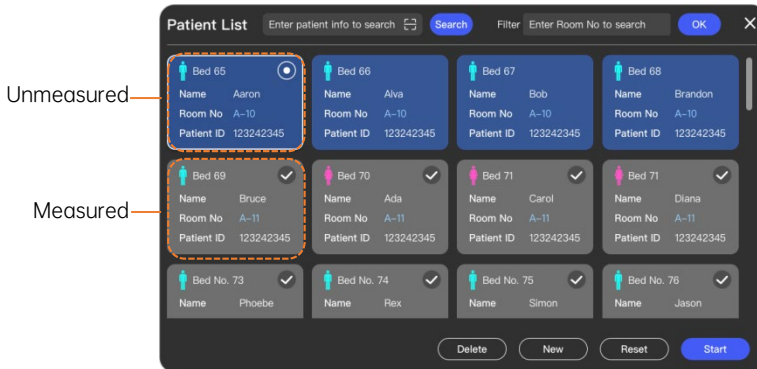 Patient List Enter patient info to search Search Filter Enter Room No to search OK
Unmeasured
Measured
Bed 65 Bed 66 Bed 67 Bed 68
Name Aaron Name Alva Name Bob Name Brandon
Room No A-10 Room No A-10 Room No A-10 Room No A-10
Patient ID 123242345 Patient ID 123242345 Patient ID 123242345 Patient ID 123242345
Bed 69 Bed 70 Bed 71 Bed 71
Name Bruce Name Ada Name Carol Name Diana
Room No A-11 Room No A-11 Room No A-11 Room No A-11
Patient ID 123242345 Patient ID 123242345 Patient ID 123242345 Patient ID 123242345
Bed No. 73 Bed No. 74 Bed No. 75 Bed No. 76
Name Phoebe Name Rex Name Simon Name Jason
Delete New Reset Start